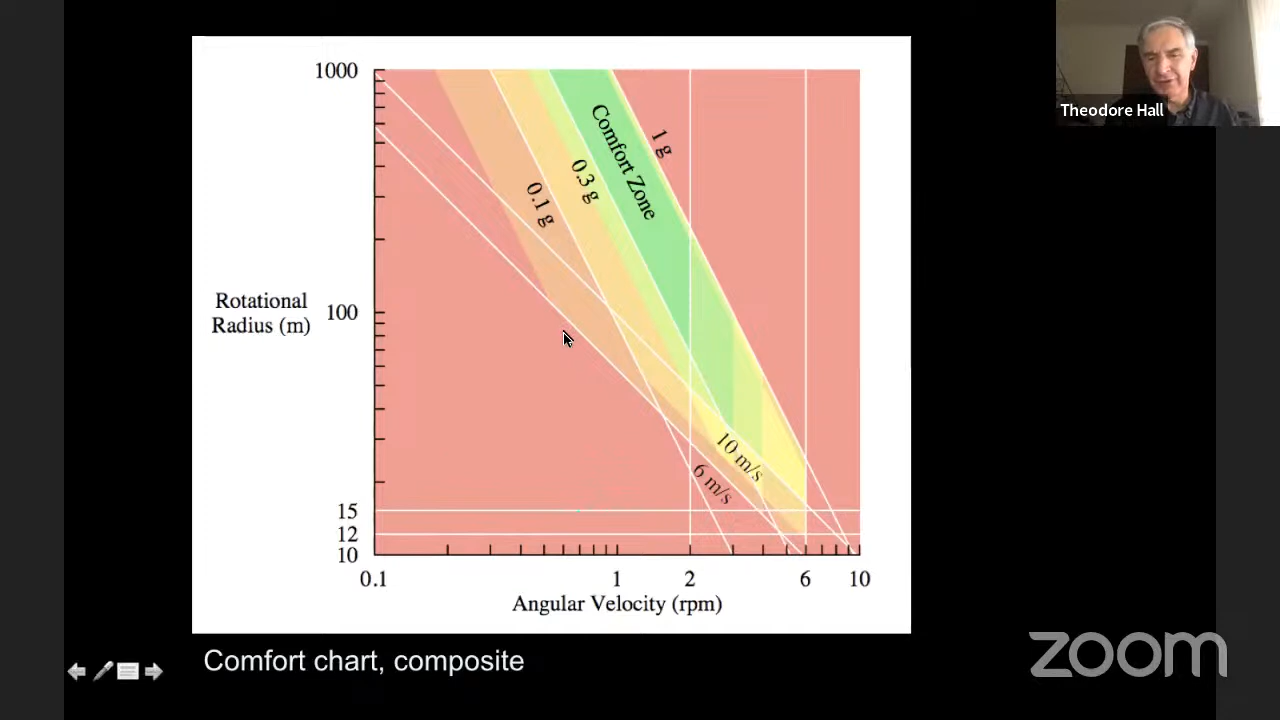 Theodore Hall
1000
Comfort Zone
1 g
0.3 g
0.1 g
Rotational
Radius (m)
100
10 m/s
6 m/s
15
12
10
0.1
1
2
6
10
Angular Velocity (rpm)
Comfort chart, composite
zoom